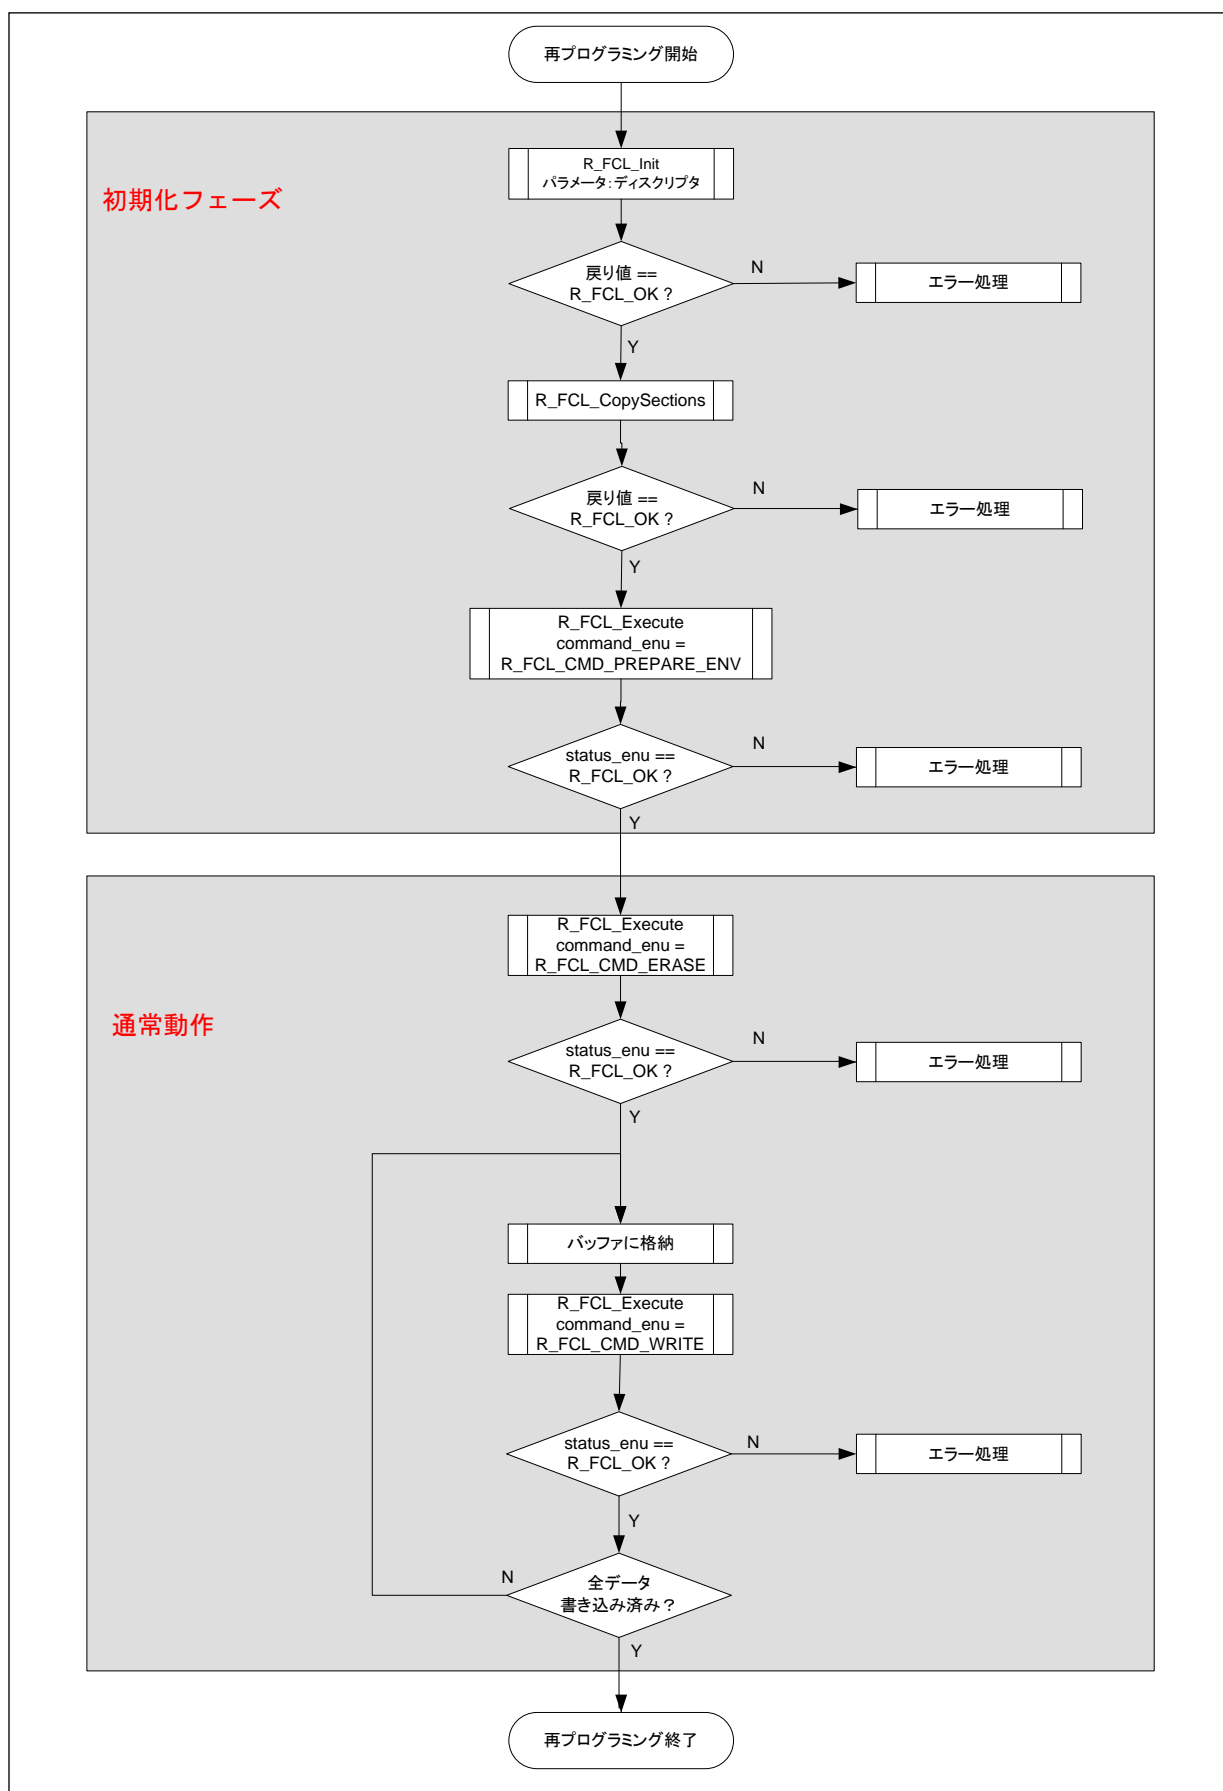 再プログラミング開始
初期化フェーズ
R_FCL_Init
パラメータ:ディスクリプタ
戻り値 ==
R_FCL_OK ?
N
エラー処理
Y
R_FCL_CopySections
戻り値 ==
R_FCL_OK ?
N
エラー処理
Y
R_FCL_Execute
command_enu =
R_FCL_CMD_PREPARE_ENV
status_enu ==
R_FCL_OK ?
N
エラー処理
Y
通常動作
R_FCL_Execute
command_enu =
R_FCL_CMD_ERASE
status_enu ==
R_FCL_OK ?
N
エラー処理
Y
バッファに格納
R_FCL_Execute
command_enu =
R_FCL_CMD_WRITE
status_enu ==
R_FCL_OK ?
N
エラー処理
Y
全データ
書き込み済み?
N
Y
再プログラミング終了